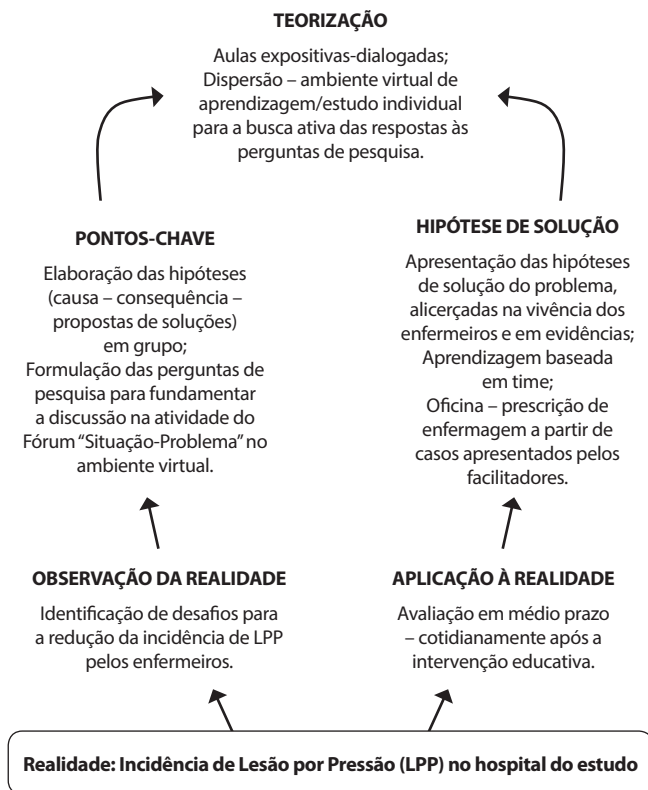 TEORIZAÇÃO
Aulas expositivas-dialogadas;
Dispersão – ambiente virtual de
aprendizagem/estudo individual
para a busca ativa das respostas às
perguntas de pesquisa.
PONTOS-CHAVE
Elaboração das hipóteses
(causa – consequência –
propostas de soluções)
em grupo;
Formulação das perguntas de
pesquisa para fundamentar
a discussão na atividade do
Fórum “Situação-Problema” no
ambiente virtual.
HIPÓTESE DE SOLUÇÃO
Apresentação das hipóteses
de solução do problema,
alicerçadas na vivência dos
enfermeiros e em evidências;
Aprendizagem baseada
em time;
Oficina – prescrição de
enfermagem a partir de
casos apresentados pelos
facilitadores.
OBSERVAÇÃO DA REALIDADE
Identificação de desafios para
a redução da incidência de LPP
pelos enfermeiros.
APLICAÇÃO À REALIDADE
Avaliação em médio prazo
– cotidianamente após a
intervenção educativa.
Realidade: Incidência de Lesão por Pressão (LPP) no hospital do estudo